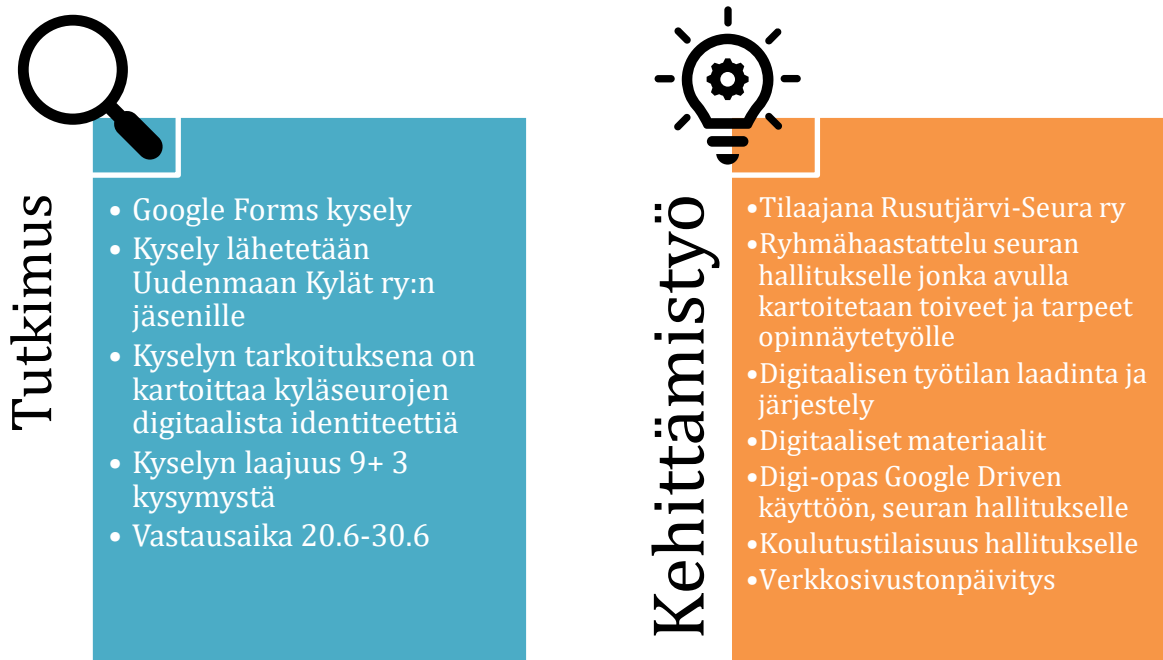 Tutkimus
• Google Forms kysely
• Kysely lähetetään
Uudenmaan Kylät ry:n
jäsenille
• Kyselyn tarkoituksena on
kartoittaa kyläseurojen
digitaalista identiteettiä
• Kyselyn laajuus 9+ 3
kysymystä
• Vastausaika 20.6-30.6
Kehittämistyö
•Tilaajana Rusutjärvi-Seura ry
•Ryhmähaastattelu seuran
hallitukselle jonka avulla
kartoitetaan toiveet ja tarpeet
opinnäytetyölle
•Digitaalisen työtilan laadinta ja
järjestely
•Digitaaliset materiaalit
•Digi-opas Google Driven
käyttöön, seuran hallitukselle
•Koulutustilaisuus hallitukselle
•Verkkosivustonpäivitys